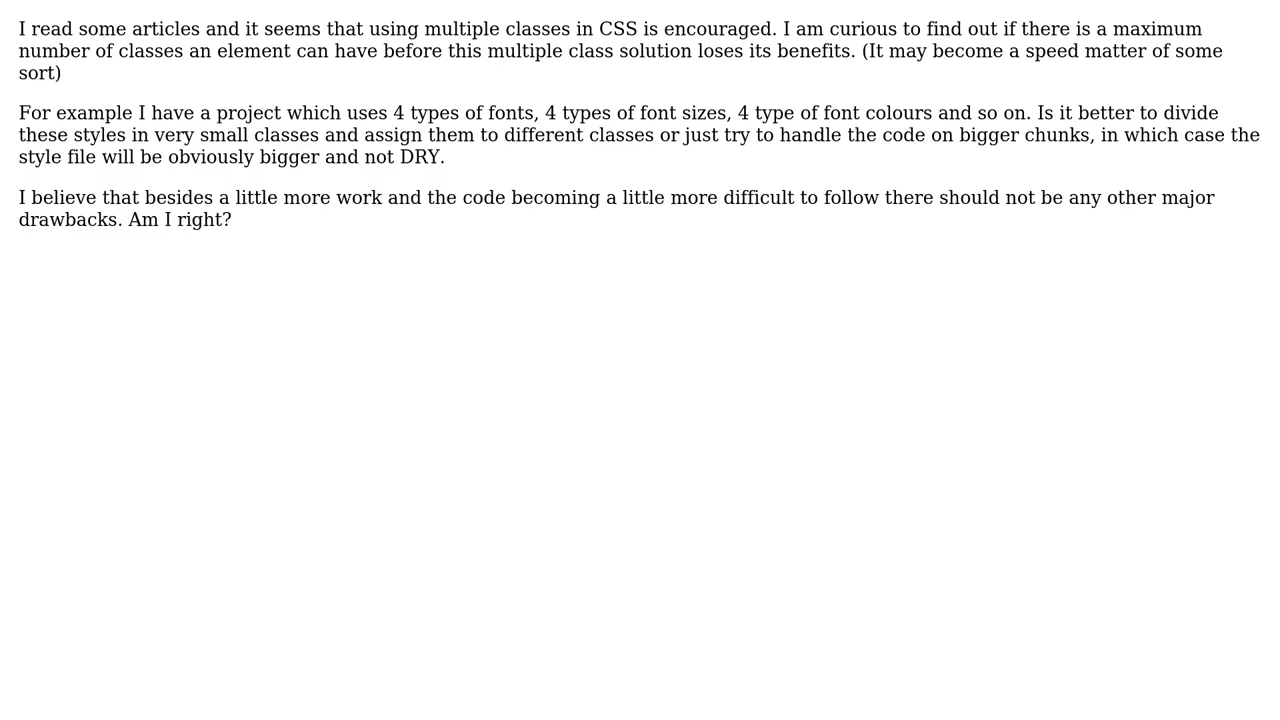 I read some articles and it seems that using multiple classes in CSS is encouraged. I am curious to find out if there is a maximum
number of classes an element can have before this multiple class solution loses its benefits. (It may become a speed matter of some
sort)
For example I have a project which uses 4 types of fonts, 4 types of font sizes, 4 type of font colours and so on. Is it better to divide
these styles in very small classes and assign them to different classes or just try to handle the code on bigger chunks, in which case the
style file will be obviously bigger and not DRY.
I believe that besides a little more work and the code becoming a little more difficult to follow there should not be any other major
drawbacks. Am I right?